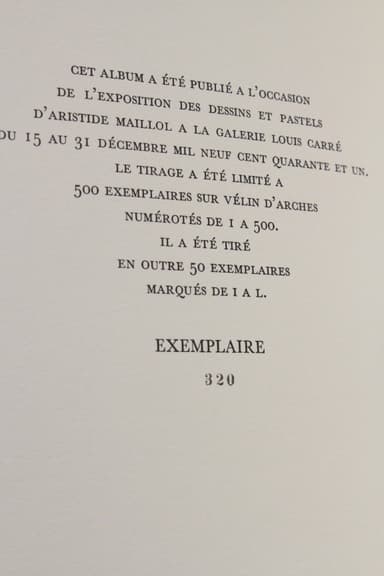 CET ALBUM A ÉTÉ PUBLIÉ A L'OCCASION
DE L'EXPOSITION DES DESSINS ET PASTELS
D'ARISTIDE MAILLOL A LA GALERIE LOUIS CARRÉ
DU 15 AU 31 DÉCEMBRE MIL NEUF CENT QUARANTE ET UN.
LE TIRAGE A ÉTÉ LIMITÉ A
500 EXEMPLAIRES SUR VÉLIN D'ARCHES
NUMÉROTÉS DE 1 A 500.
IL A ÉTÉ TIRÉ
EN OUTRE 50 EXEMPLAIRES
MARQUÉS DE I A L.
EXEMPLAIRE
320